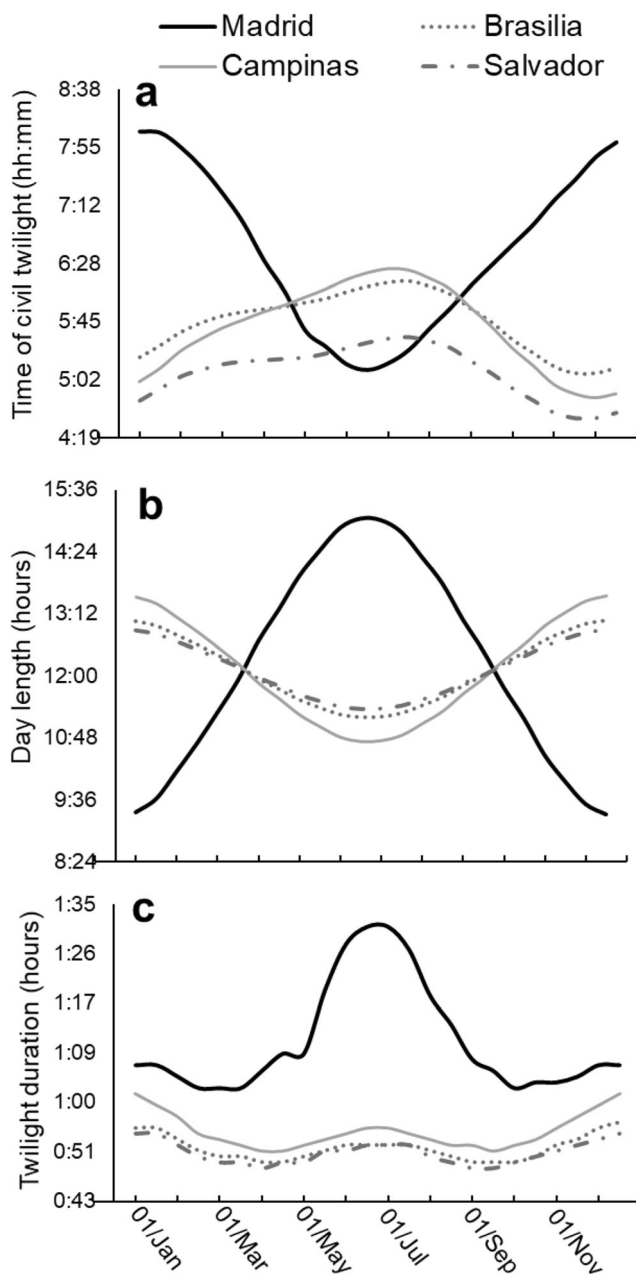 Madrid Brasilia
Campinas Salvador
a
Time of civil twilight (hh:mm)
8:38
7:55
7:12
6:28
5:45
5:02
4:19
b
Day length (hours)
15:36
14:24
13:12
12:00
10:48
9:36
8:24
c
Twilight duration (hours)
1:35
1:26
1:17
1:09
1:00
0:51
0:43
01/Jan 01/Mar 01/May 01/Jul 01/Sep 01/Nov